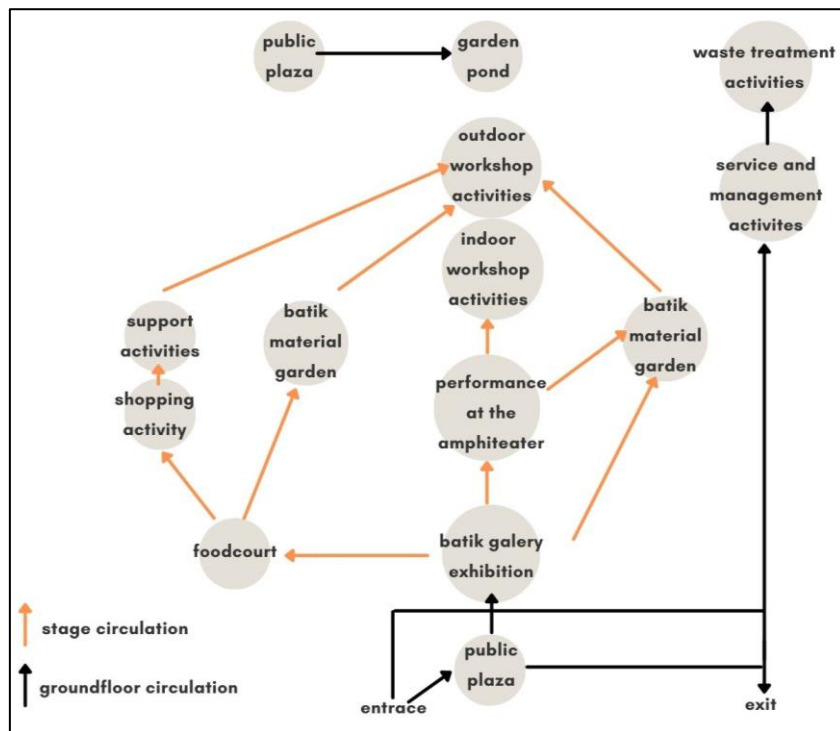 public
plaza
garden
pond
waste treatment
activities
outdoor
workshop
activities
service and
management
activites
indoor
workshop
activities
support
activities
batik
material
garden
batik
material
garden
shopping
activity
performance
at the
amphiteater
foodcourt
batik galery
exhibition
stage circulation
public
plaza
groundfloor circulation
entrace
exit